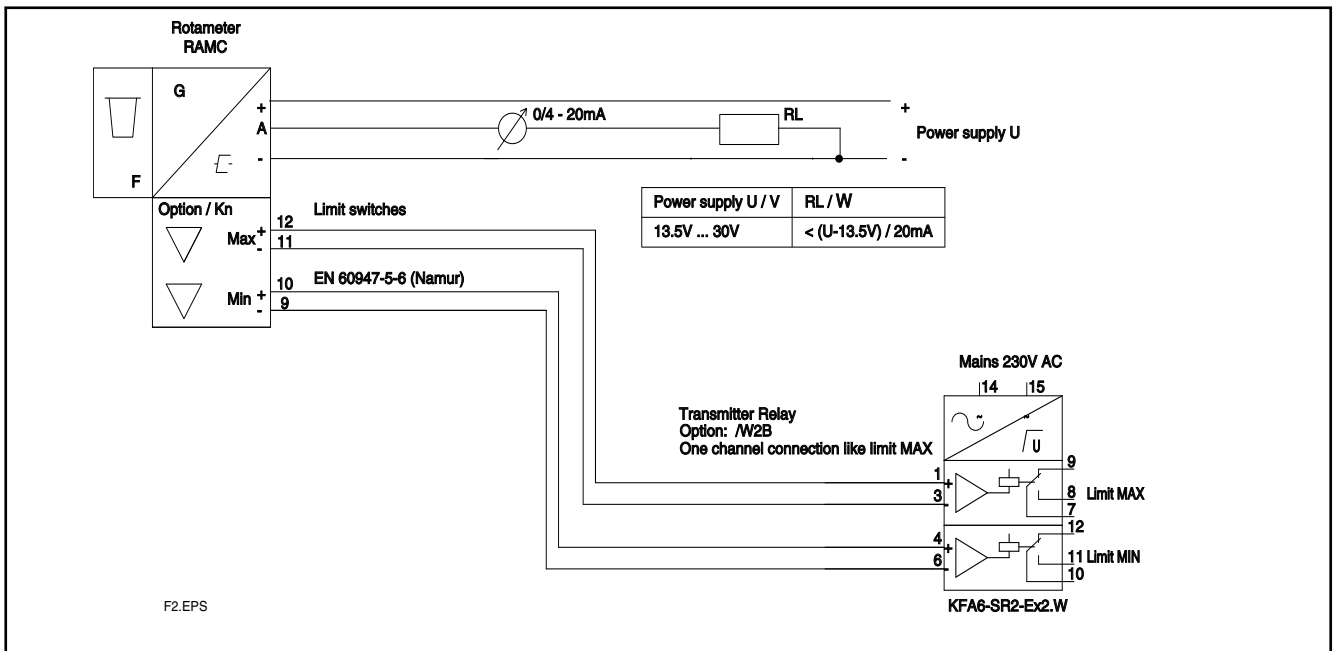 Rotameter
RAMC
G
+
A
-
F
0/4 - 20mA
RL
+
Power supply U
-
Power supply U / V RL / W
13.5V ... 30V < (U-13.5V) / 20mA
Option / Kn
Limit switches
Max + 12
- 11
EN 60947-5-6 (Namur)
Min + 10
- 9
Mains 230V AC
14 15
~
U
Transmitter Relay
Option: /W2B
One channel connection like limit MAX
1 +
3 -
9
8 Limit MAX
7
4 +
6 -
12
11 Limit MIN
10
KFA6-SR2-Ex2.W
F2.EPS